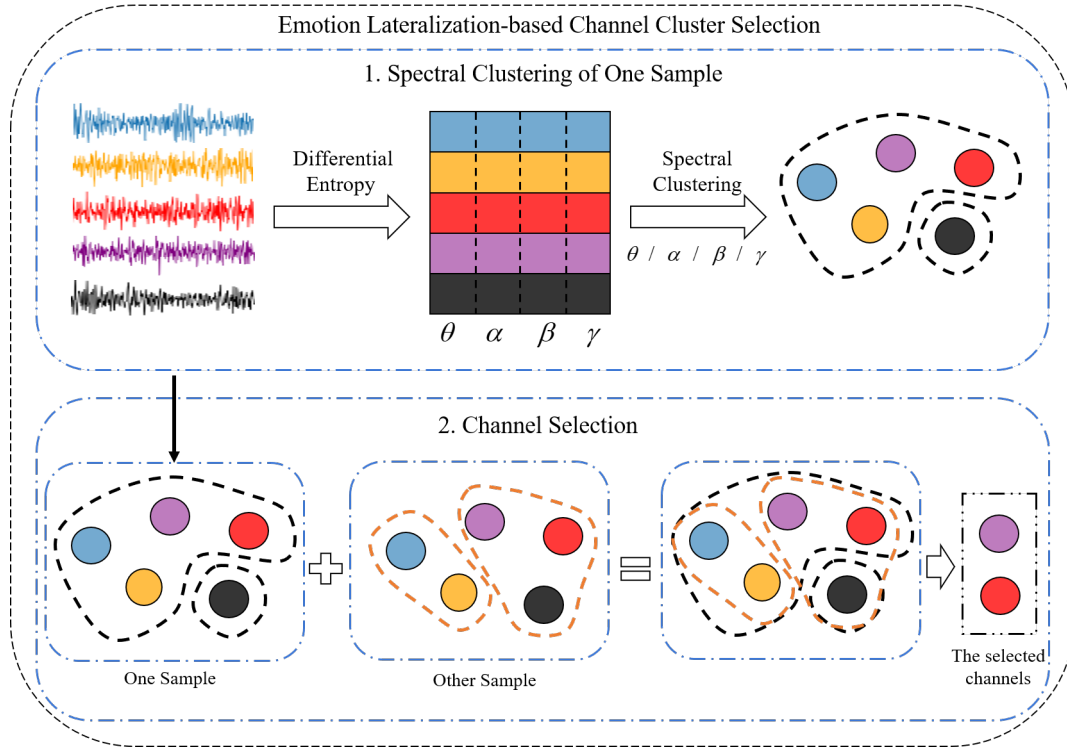 Emotion Lateralization-based Channel Cluster Selection
1. Spectral Clustering of One Sample
Differential
Entropy
Spectral
Clustering
θ / α / β / γ
θ α β γ
2. Channel Selection
One Sample
Other Sample
The selected
channels